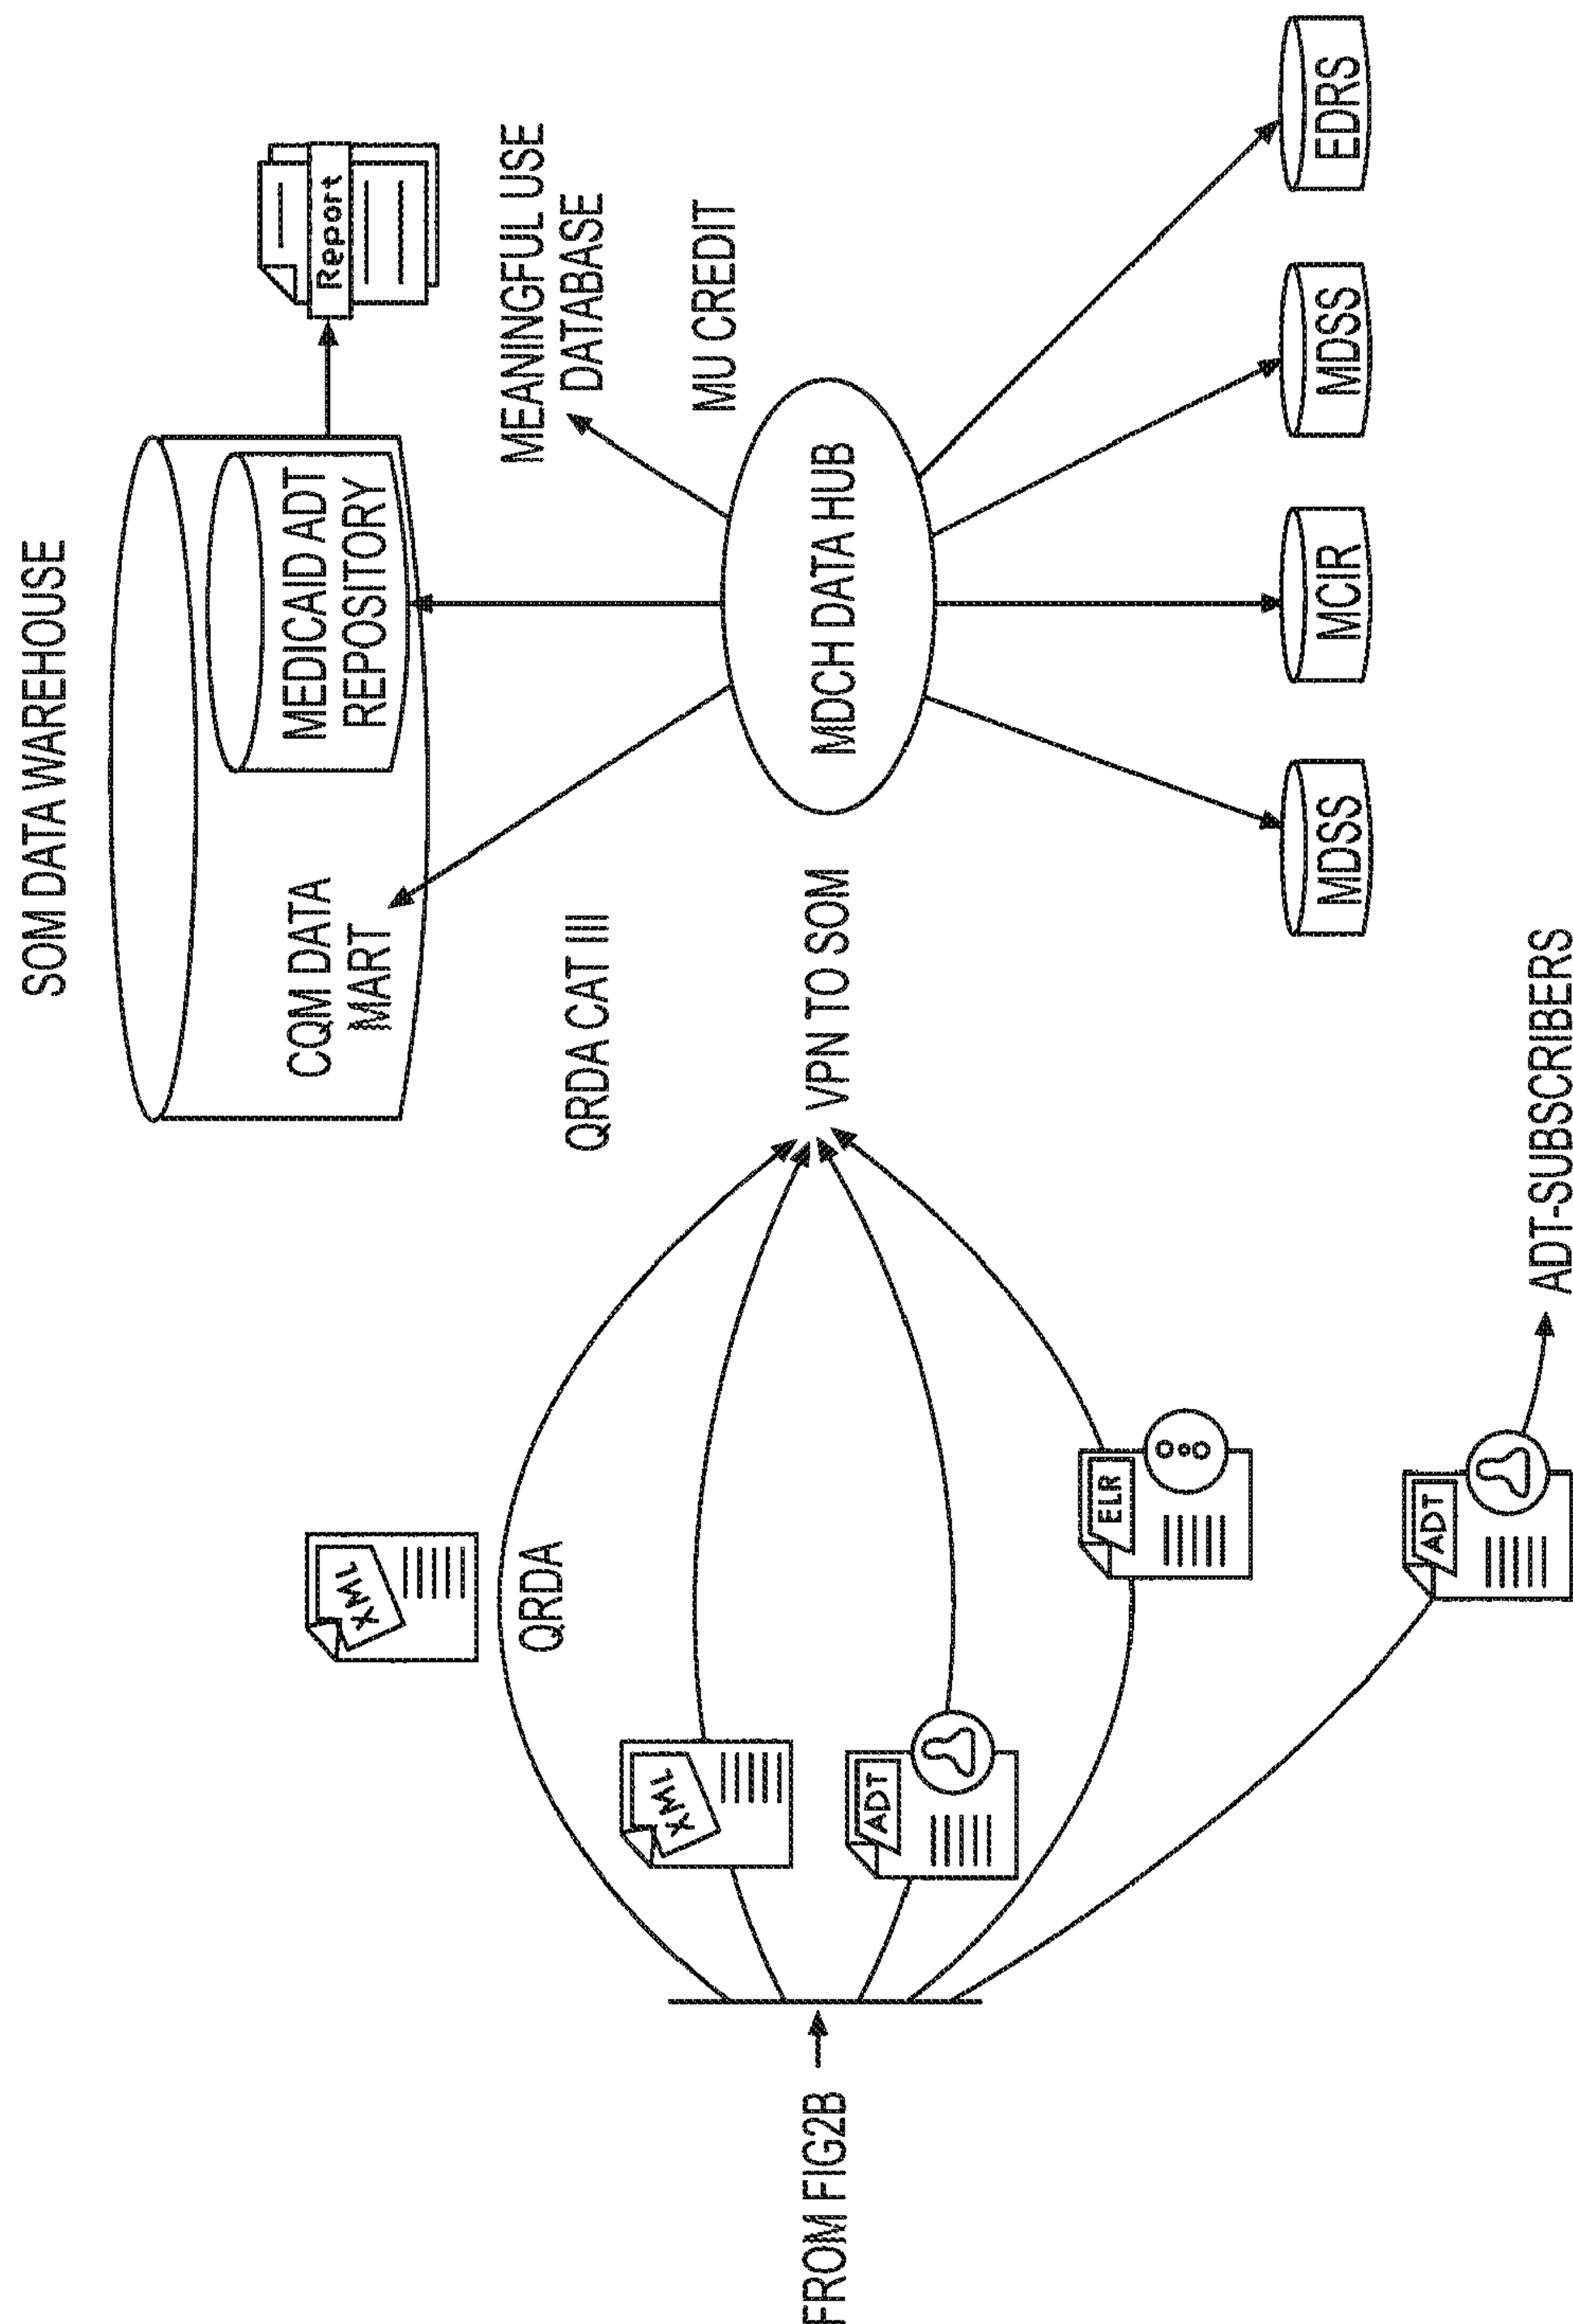 SOM DATA WAREHOUSE
CQM DATA
MART
MEDICAID ADT
REPOSITORY
Report
MEANINGFUL USE
DATABASE
QRDA CAT III
MU CREDIT
XML
QRDA
XML
ADT
ELR
ADT
FROM FIG2B
VPN TO SOM
MDCH DATA HUB
MDSS
MCIR
MDSS
EDRS
ADT-SUBSCRIBERS